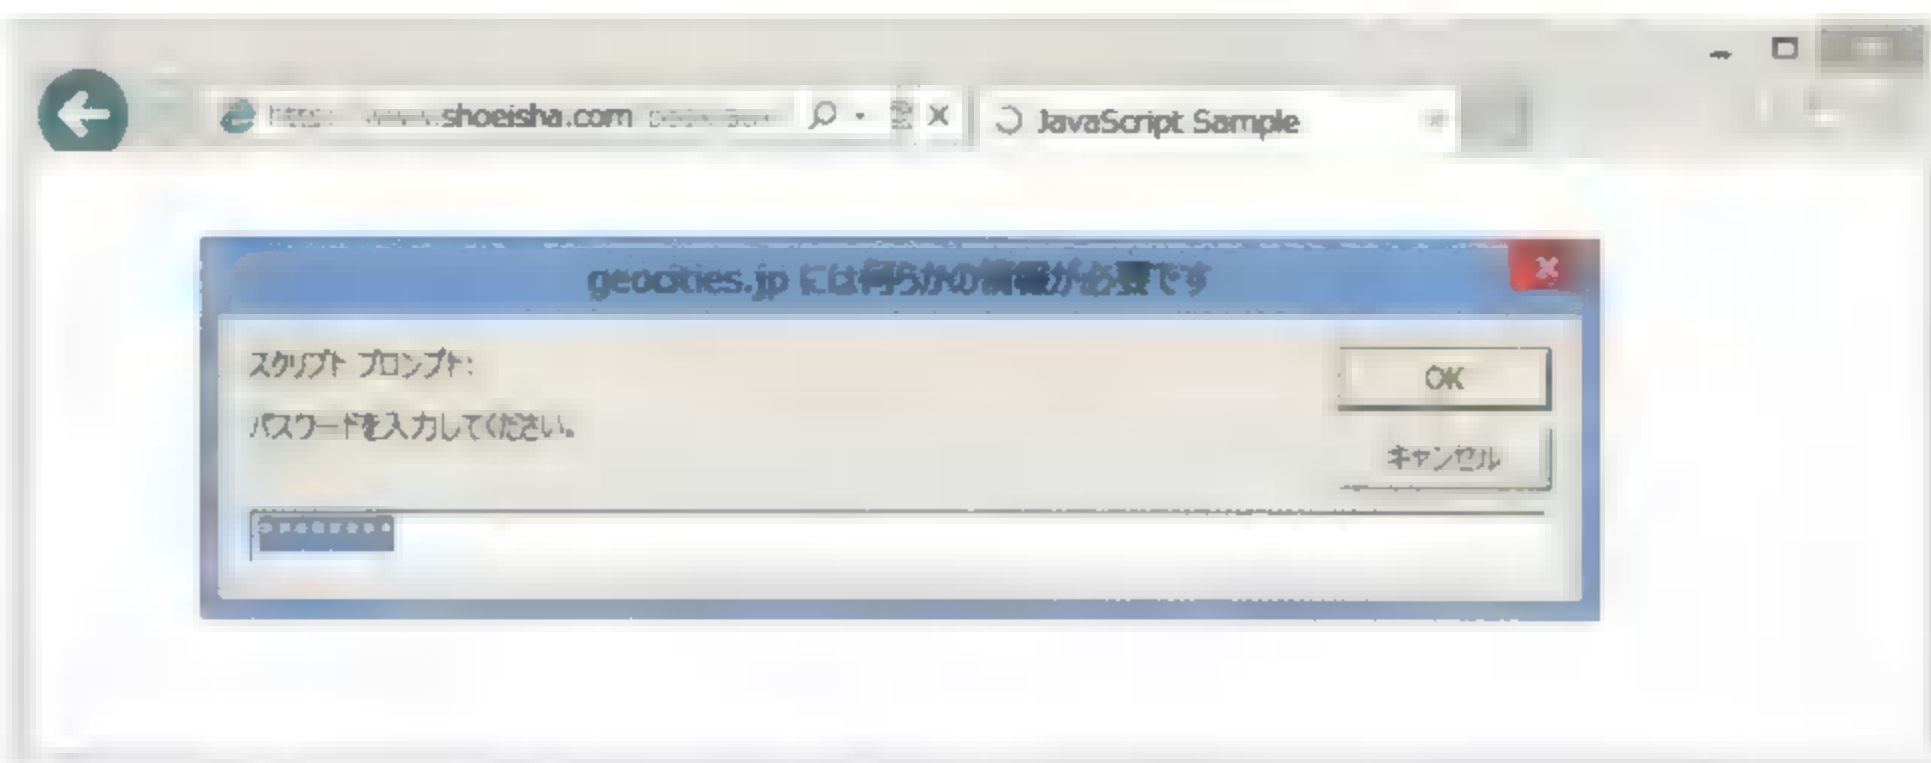 shoeisha.com
JavaScript Sample
geocities.jp には何らかの情報が必要です
スクリプト プロンプト:
OK
パスワードを入力してください。
キャンセル